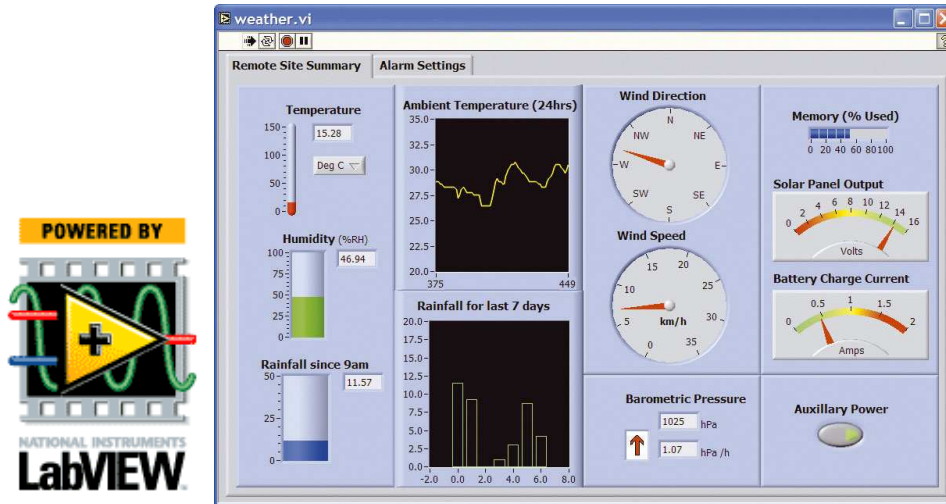 POWERED BY
NATIONAL INSTRUMENTS
LabVIEW
weather.vi
Remote Site Summary
Alarm Settings
Temperature
150
100
50
0
15.28
Deg C
Humidity (%RH)
100
75
50
25
0
46.94
Rainfall since 9am
50
25
0
11.57
Ambient Temperature (24hrs)
35.0
32.5
30.0
27.5
25.0
22.5
20.0
375 449
Rainfall for last 7 days
20.0
17.5
15.0
12.5
10.0
7.5
5.0
2.5
0.0
-2.0 0.0 2.0 4.0 6.0 8.0
Wind Direction
N
NW NE
W E
SW SE
S
Wind Speed
15 20
10 25
5 30
0 35
km/h
Barometric Pressure
1025 hPa
1.07 hPa /h
Memory (% Used)
0 20 40 60 80 100
Solar Panel Output
0 2 4 6 8 10 12 14 16
Volts
Battery Charge Current
0 0.5 1 1.5 2
Amps
Auxillary Power